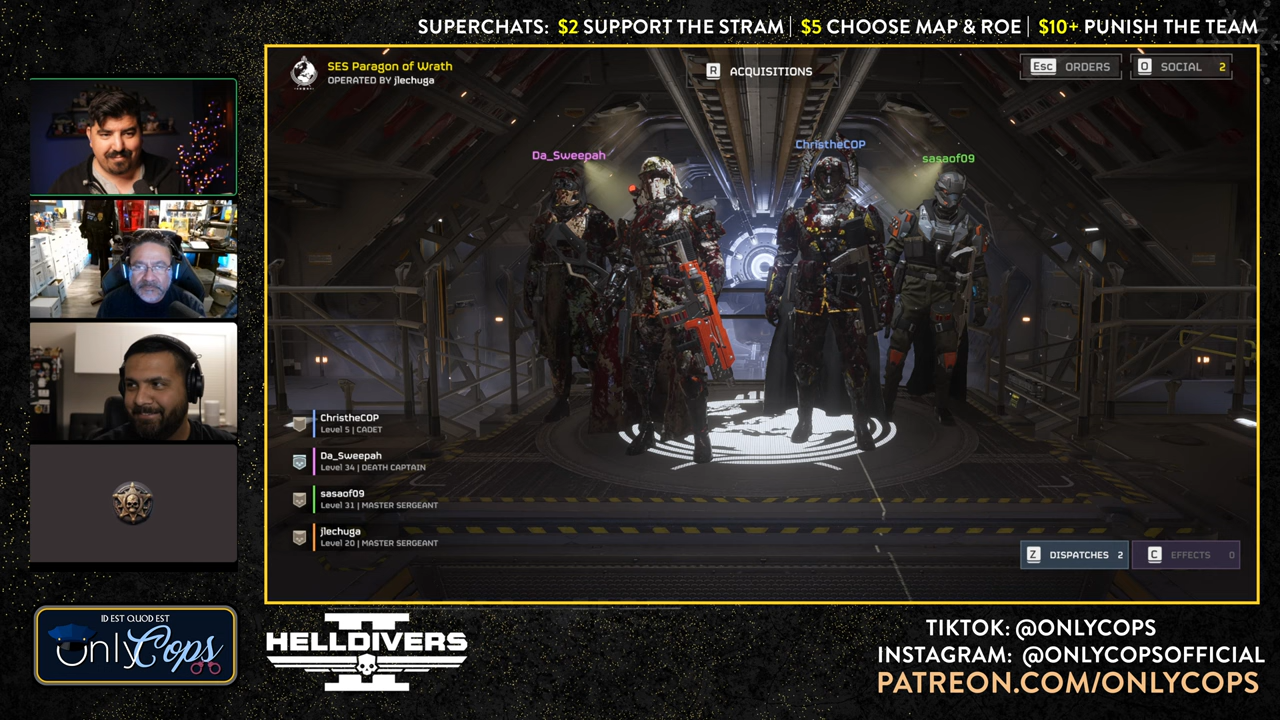 SUPERCHATS: $2 SUPPORT THE STRAM | $5 CHOOSE MAP & ROE | $10+ PUNISH THE TEAM
SES Paragon of Wrath
OPERATED BY jlechuga
R ACQUISITIONS
Esc ORDERS
O SOCIAL 2
Da_Sweepah
ChristheCOP
sasaof09
ChristheCOP
Level 5 | CADET
Da_Sweepah
Level 34 | DEATH CAPTAIN
sasaof09
Level 31 | MASTER SERGEANT
jlechuga
Level 20 | MASTER SERGEANT
Z DISPATCHES 2
C EFFECTS 0
ID EST QUOD EST
OnlyCops
II
HELLDIVERS
TIKTOK: @ONLYCOPS
INSTAGRAM: @ONLYCOPSOFFICIAL
PATREON.COM/ONLYCOPS